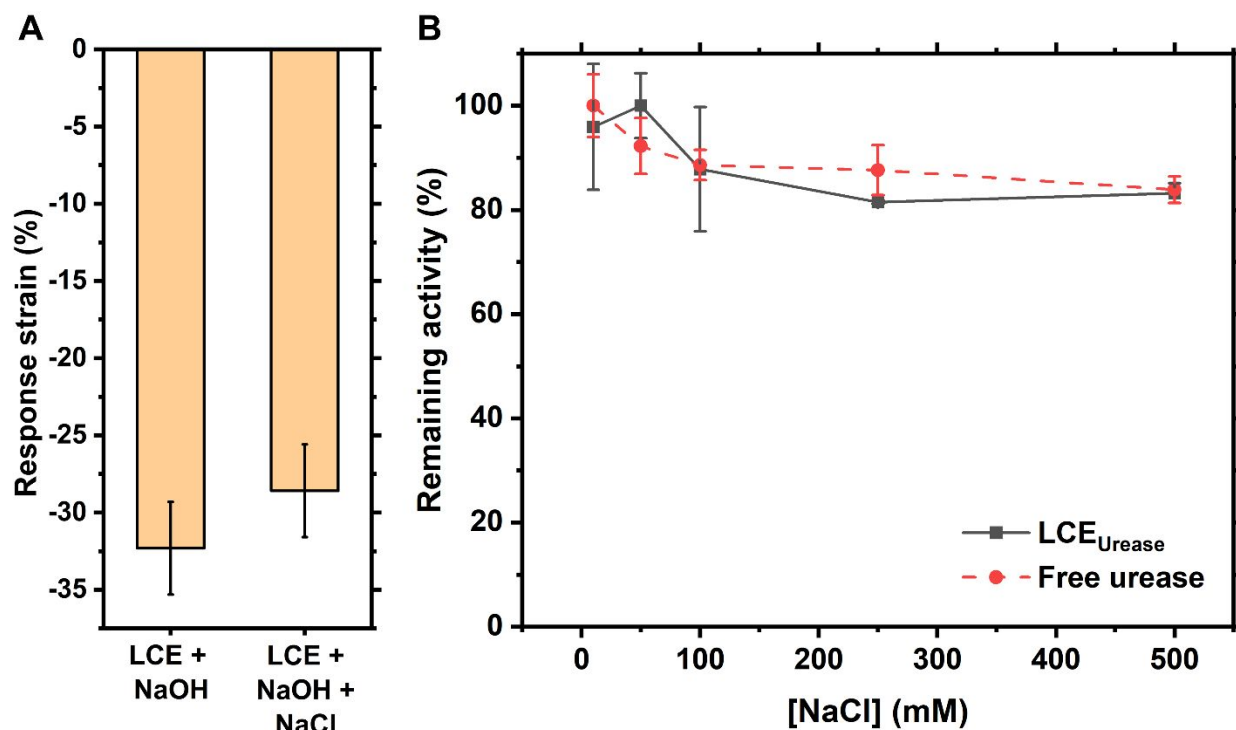 A
Response strain (%)
0
-5
-10
-15
-20
-25
-30
-35
LCE +
NaOH
LCE +
NaOH +
NaCl
B
Remaining activity (%)
100
80
60
40
20
0
LCEUrease
Free urease
0 100 200 300 400 500
[NaCl] (mM)